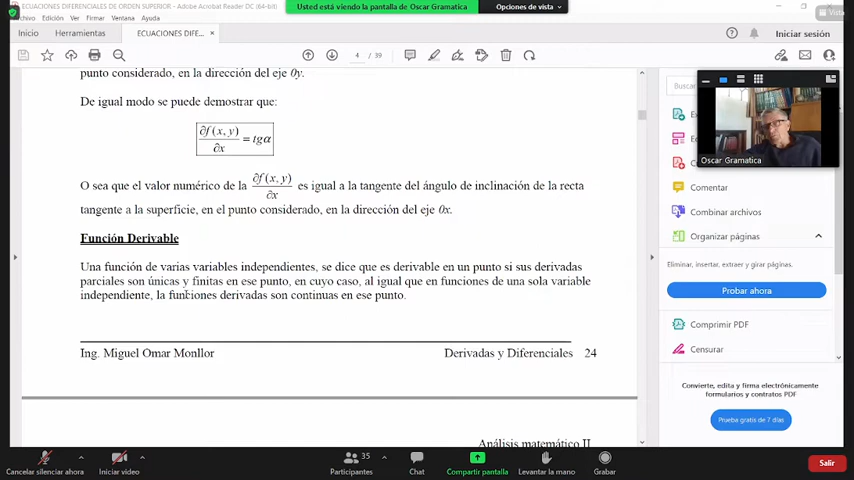 ECUACIONES DIFERENCIALES DE ORDEN SUPERIOR - Adobe Acrobat Reader DC (64-bit)
Usted está viendo la pantalla de Oscar Gramatica
Opciones de vista
Vista
Edición Ver Firmar Ventana Ayuda
Inicio Herramientas ECUACIONES DIFE... × Iniciar sesión
4 / 39
punto considerado, en la dirección del eje 0y.
De igual modo se puede demostrar que:
∂f(x, y)/∂x = tgα
O sea que el valor numérico de la ∂f(x, y)/∂x es igual a la tangente del ángulo de inclinación de la recta
tangente a la superficie, en el punto considerado, en la dirección del eje 0x.
Función Derivable
Una función de varias variables independientes, se dice que es derivable en un punto si sus derivadas
parciales son únicas y finitas en ese punto, en cuyo caso, al igual que en funciones de una sola variable
independiente, la funciones derivadas son continuas en ese punto.
Ing. Miguel Omar Monllor Derivadas y Diferenciales 24
Análisis matemático II
Buscar
Oscar Gramatica
Comentar
Combinar archivos
Organizar páginas
Eliminar, insertar, extraer y girar páginas.
Probar ahora
Comprimir PDF
Censurar
Convierte, edita y firma electrónicamente
formularios y contratos PDF
Prueba gratis de 7 días
Cancelar silenciar ahora
Iniciar video
35
Participantes
Chat
Compartir pantalla
Levantar la mano
Grabar
Salir